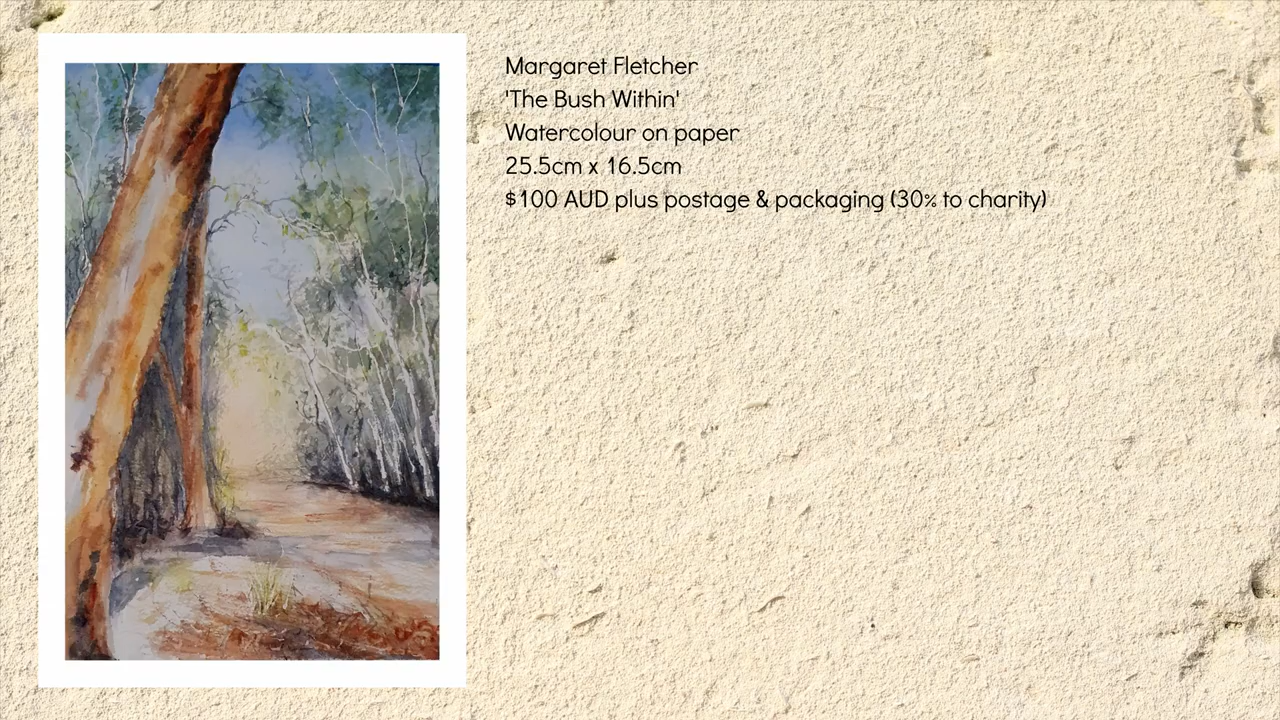 Margaret Fletcher
'The Bush Within'
Watercolour on paper
25.5cm x 16.5cm
$100 AUD plus postage & packaging (30% to charity)